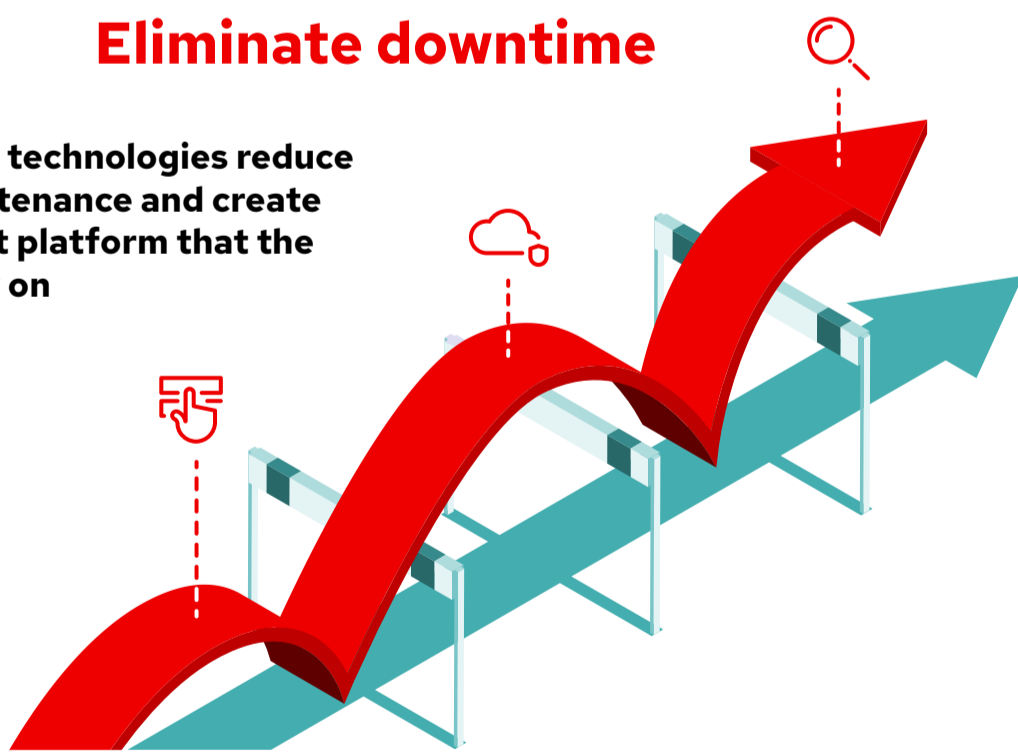 Eliminate downtime
technologies reduce
tenance and create
t platform that the
on